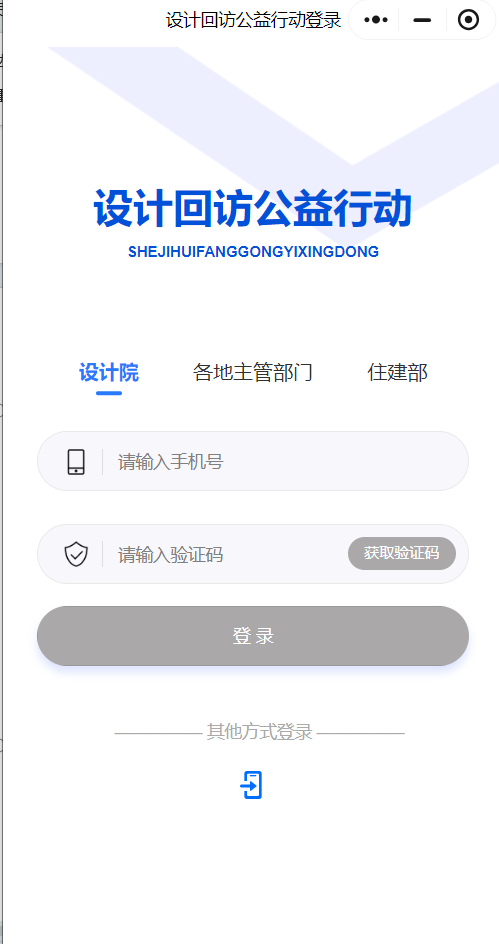 设计回访公益行动登录
设计回访公益行动
SHEJIHUIFANGGONGYIXINGDONG
设计院 各地主管部门 住建部
请输入手机号
请输入验证码 获取验证码
登录
其他方式登录